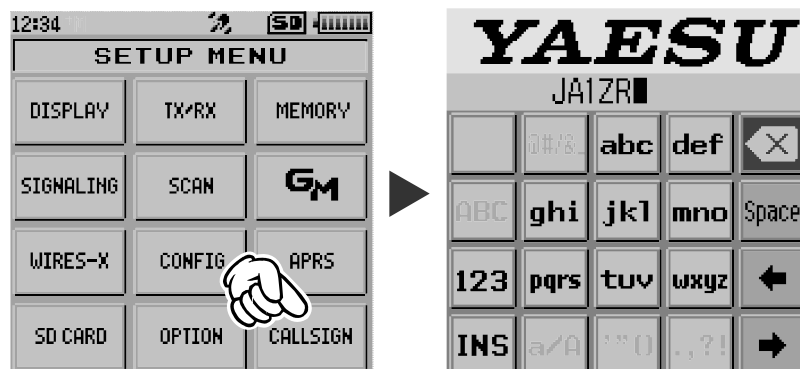 12:34 SD
SETUP MENU
DISPLAY TX/RX MEMORY
SIGNALING SCAN GM
WIRES-X CONFIG APRS
SD CARD OPTION CALLSIGN
YAESU
JA1ZR
@#/&_ abc def
ABC ghi jkl mno Space
123 pqrs tuv wxyz
INS a/A '"() .,?!